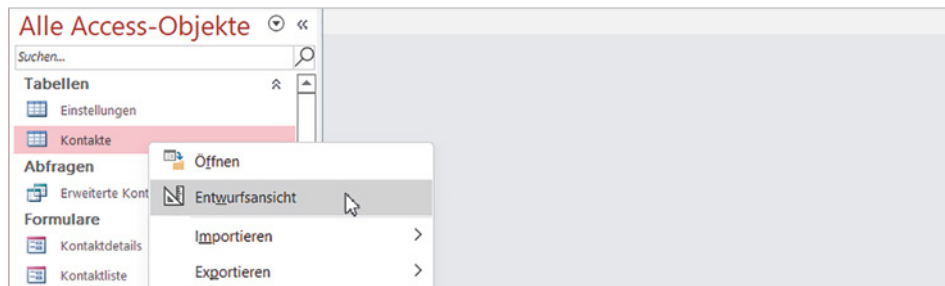 Alle Access-Objekte
Suchen...
Tabellen
Einstellungen
Kontakte
Öffnen
Abfragen
Erweiterte Kont
Entwurfsansicht
Formulare
Kontaktdetails
Importieren
Kontaktliste
Exportieren